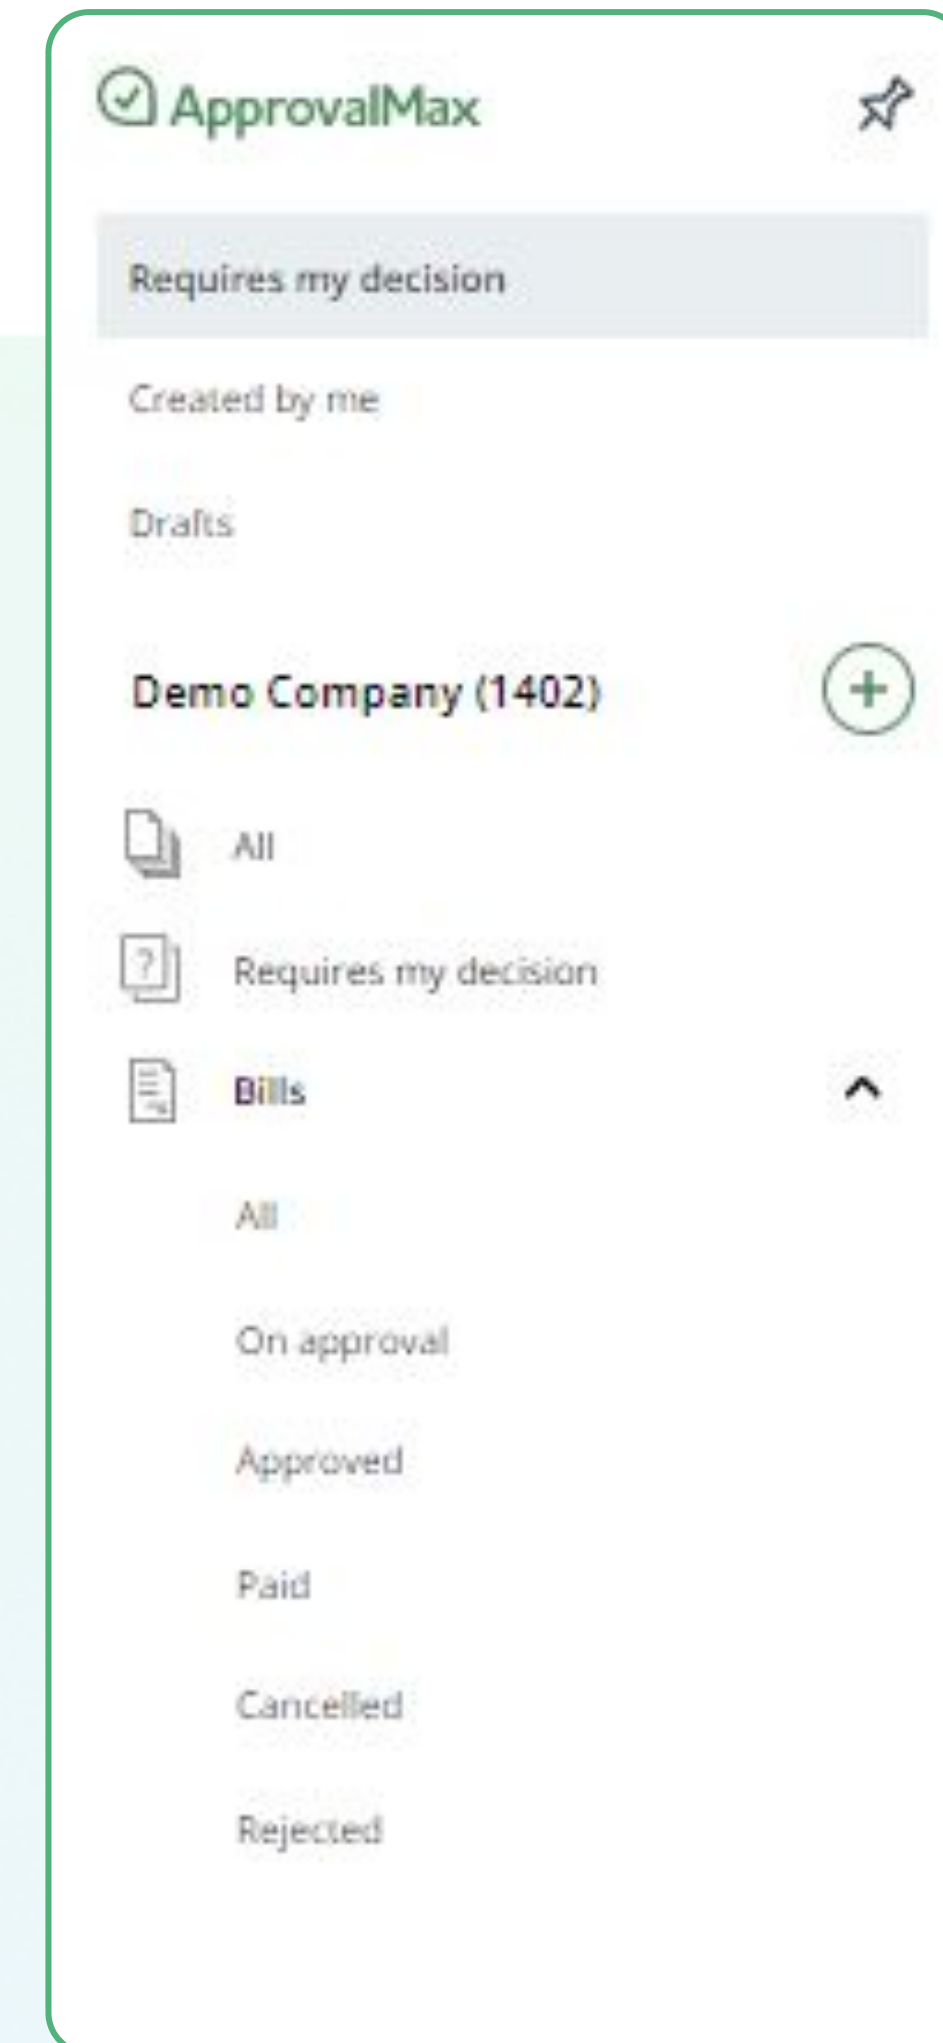 ApprovalMax
Requires my decision
Created by me
Drafts
Demo Company (1402)
All
? Requires my decision
Bills
All
On approval
Approved
Paid
Cancelled
Rejected